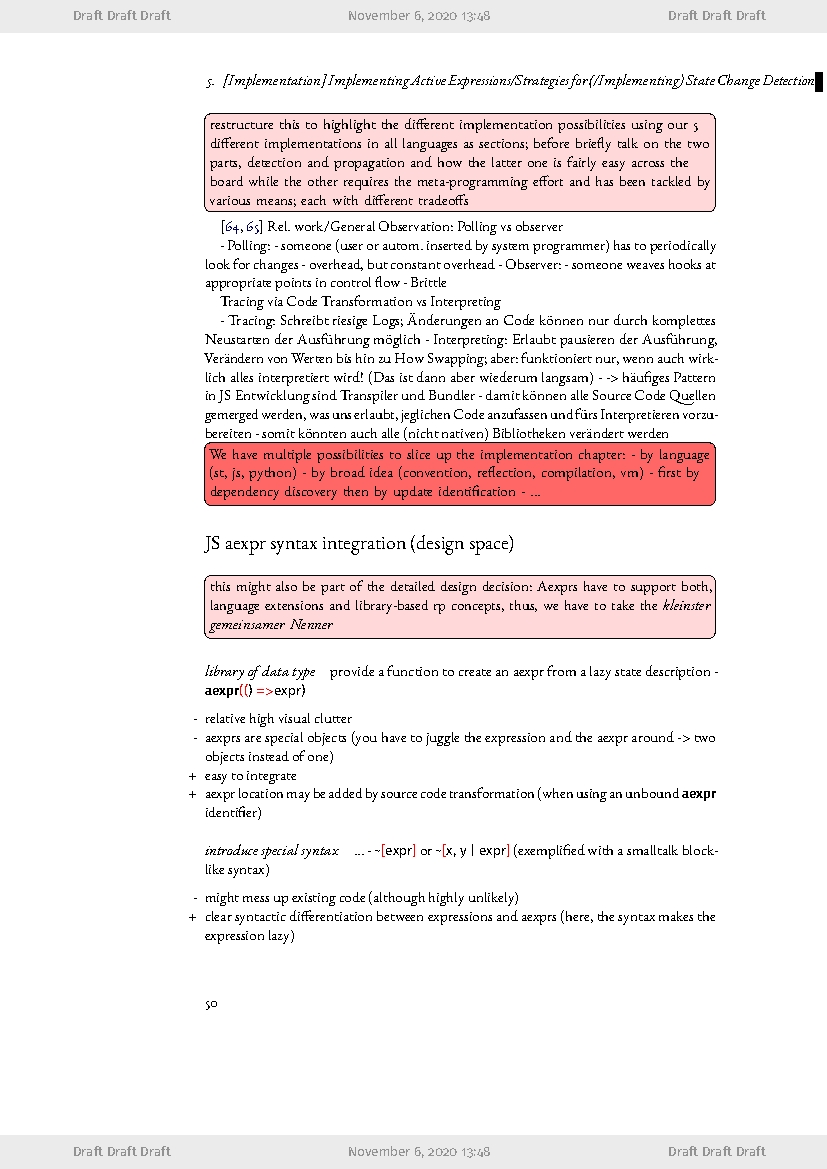 Draft Draft Draft November 6, 2020 13:48 Draft Draft Draft
5. [Implementation] Implementing Active Expressions/Strategies for(/Implementing) State Change Detection
restructure this to highlight the different implementation possibilities using our 5
different implementations in all languages as sections; before briefly talk on the two
parts, detection and propagation and how the latter one is fairly easy across the
board while the other requires the meta-programming effort and has been tackled by
various means; each with different tradeoffs
[64, 65] Rel. work/General Observation: Polling vs observer
- Polling: - someone (user or autom. inserted by system programmer) has to periodically
look for changes - overhead, but constant overhead - Observer: - someone weaves hooks at
appropriate points in control flow - Brittle
Tracing via Code Transformation vs Interpreting
- Tracing: Schreibt riesige Logs; Änderungen an Code können nur durch komplettes
Neustarten der Ausführung möglich - Interpreting: Erlaubt pausieren der Ausführung,
Verändern von Werten bis hin zu How Swapping; aber: funktioniert nur, wenn auch wirk-
lich alles interpretiert wird! (Das ist dann aber wiederum langsam) - -> häufiges Pattern
in JS Entwicklung sind Transpiler und Bundler - damit können alle Source Code Quellen
gemerged werden, was uns erlaubt, jeglichen Code anzufassen und fürs Interpretieren vorzu-
bereiten - somit könnten auch alle (nicht nativen) Bibliotheken verändert werden
We have multiple possibilities to slice up the implementation chapter: - by language
(st, js, python) - by broad idea (convention, reflection, compilation, vm) - first by
dependency discovery then by update identification - ...
JS aexpr syntax integration (design space)
this might also be part of the detailed design decision: Aexprs have to support both,
language extensions and library-based rp concepts, thus, we have to take the kleinster
gemeinsamer Nenner
library of data type provide a function to create an aexpr from a lazy state description -
aexpr(() =>expr)
- relative high visual clutter
- aexprs are special objects (you have to juggle the expression and the aexpr around -> two
objects instead of one)
+ easy to integrate
+ aexpr location may be added by source code transformation (when using an unbound aexpr
identifier)
introduce special syntax ... - ~[expr] or ~[x, y | expr] (exemplified with a smalltalk block-
like syntax)
- might mess up existing code (although highly unlikely)
+ clear syntactic differentiation between expressions and aexprs (here, the syntax makes the
expression lazy)
50
Draft Draft Draft November 6, 2020 13:48 Draft Draft Draft